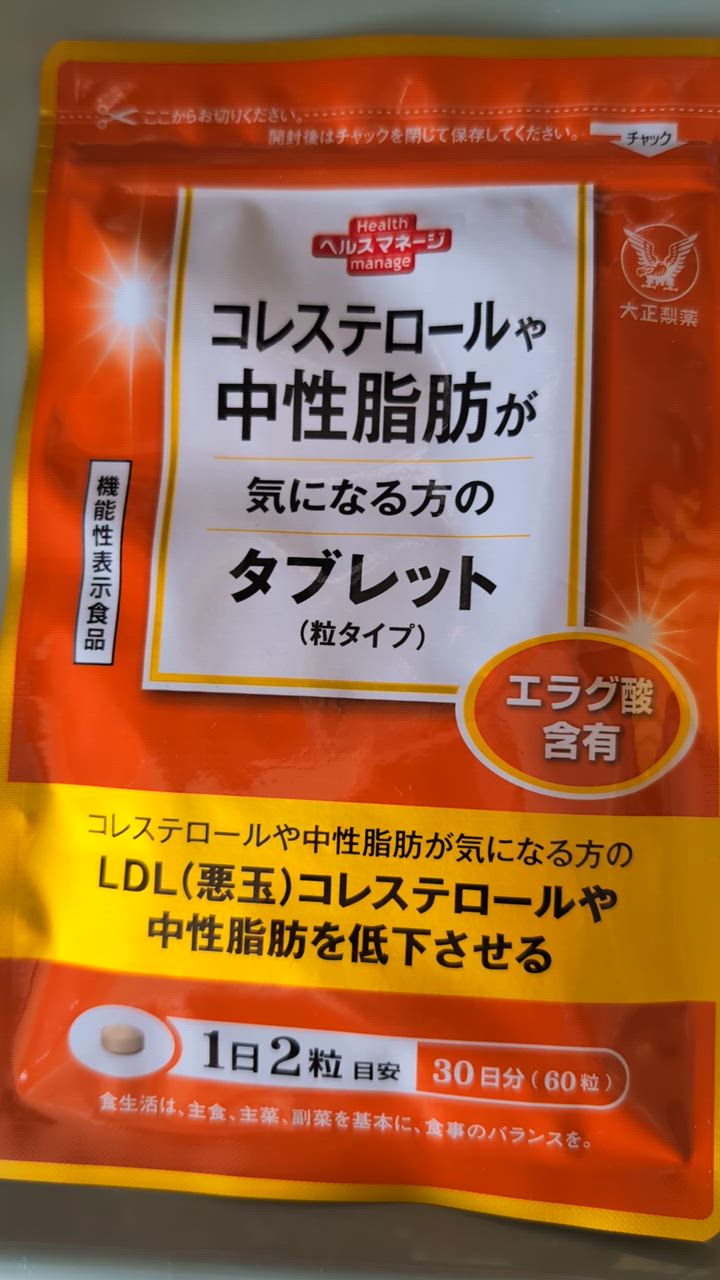 ここからお切りください。
開封後はチャックを閉じて保存してください。
チャック
Health
ヘルスマネージ
manage
大正製薬
コレステロールや
中性脂肪が
気になる方の
タブレット
(粒タイプ)
機能性表示食品
エラグ酸
含有
コレステロールや中性脂肪が気になる方の
LDL(悪玉)コレステロールや
中性脂肪を低下させる
1日2粒 目安
30日分(60粒)
食生活は、主食、主菜、副菜を基本に、食事のバランスを。